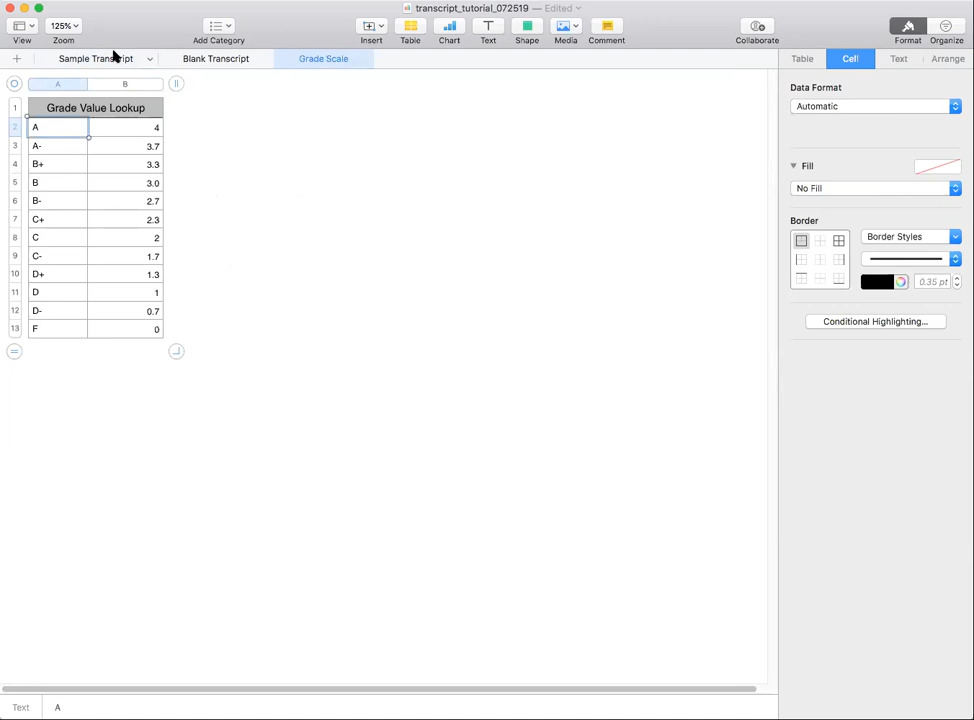 transcript_tutorial_072519 — Edited
125%
View Zoom Add Category Insert Table Chart Text Shape Media Comment Collaborate Format Organize
Sample Transcript Blank Transcript Grade Scale Table Cell Text Arrange
A B
1 Grade Value Lookup
2 A 4
3 A- 3.7
4 B+ 3.3
5 B 3.0
6 B- 2.7
7 C+ 2.3
8 C 2
9 C- 1.7
10 D+ 1.3
11 D 1
12 D- 0.7
13 F 0
Data Format
Automatic
Fill
No Fill
Border
Border Styles
0.35 pt
Conditional Highlighting...
Text A